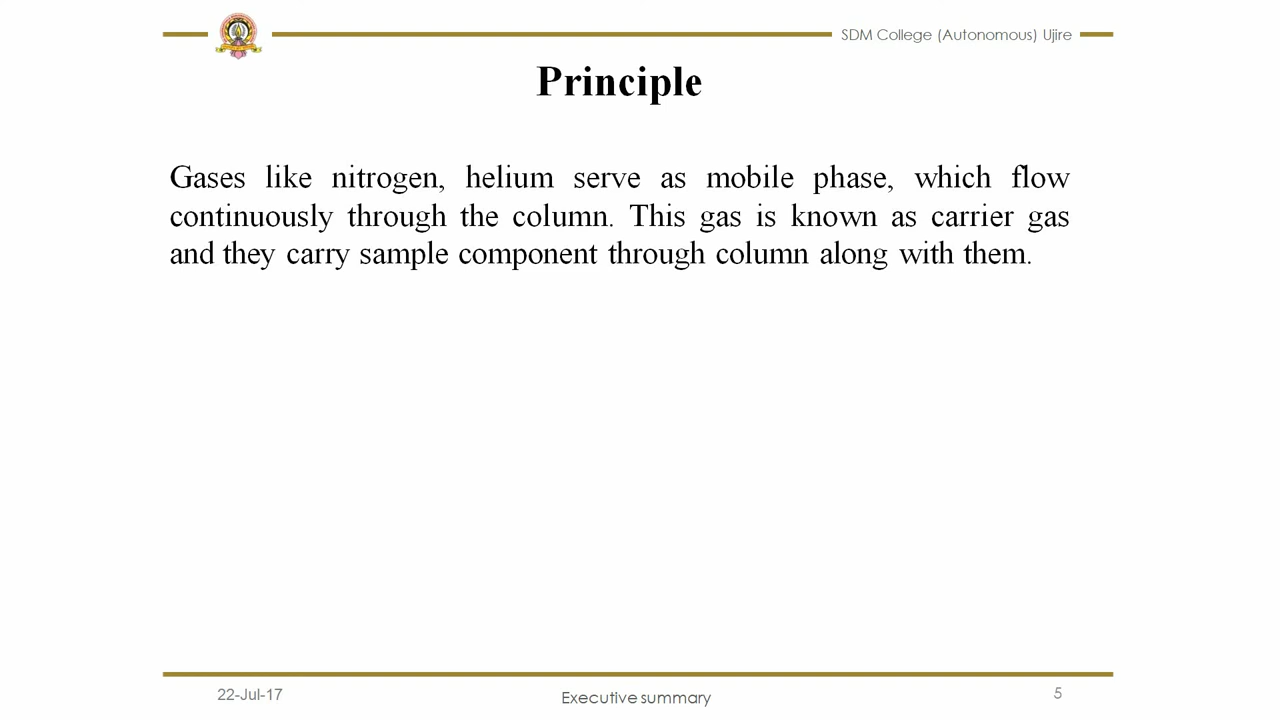 SDM College (Autonomous) Ujire
Principle
Gases like nitrogen, helium serve as mobile phase, which flow
continuously through the column. This gas is known as carrier gas
and they carry sample component through column along with them.
22-Jul-17
Executive summary
5